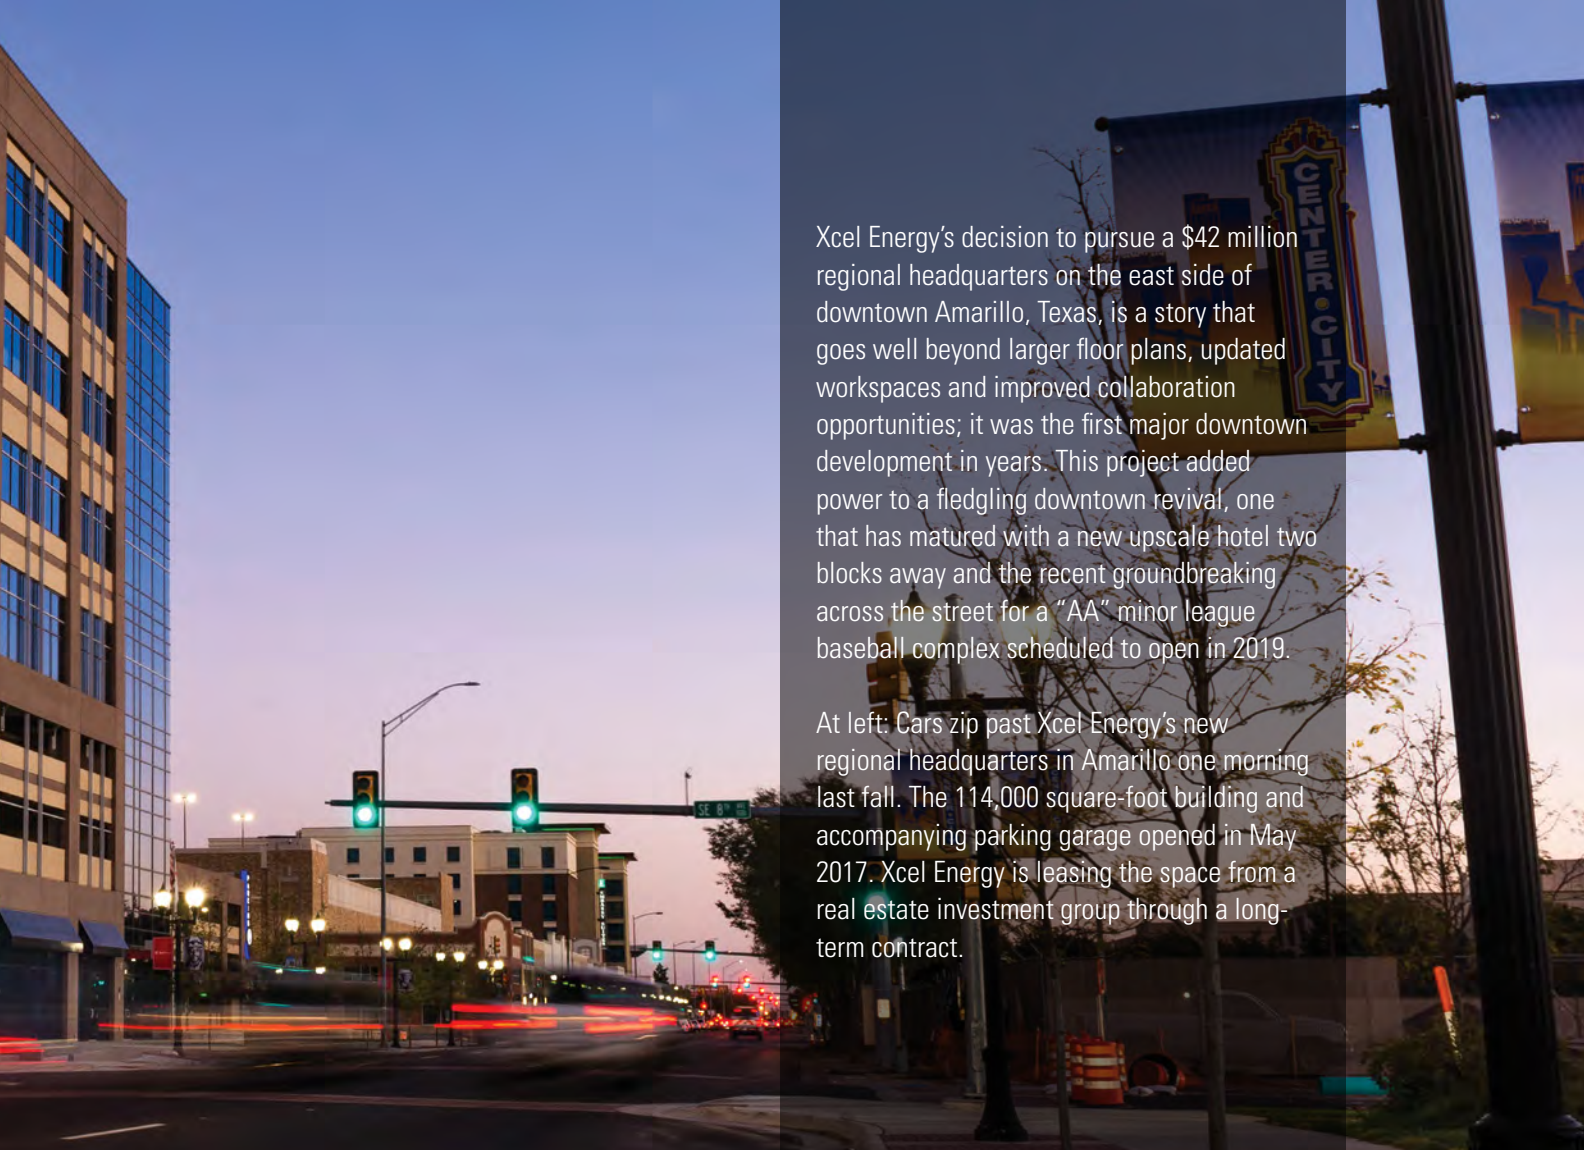 CENTER CITY
Xcel Energy’s decision to pursue a $42 million
regional headquarters on the east side of
downtown Amarillo, Texas, is a story that
goes well beyond larger floor plans, updated
workspaces and improved collaboration
opportunities; it was the first major downtown
development in years. This project added
power to a fledgling downtown revival, one
that has matured with a new upscale hotel two
blocks away and the recent groundbreaking
across the street for a “AA” minor league
baseball complex scheduled to open in 2019.
At left: Cars zip past Xcel Energy’s new
regional headquarters in Amarillo one morning
last fall. The 114,000 square-foot building and
accompanying parking garage opened in May
2017. Xcel Energy is leasing the space from a
real estate investment group through a long-
term contract.
SE 8TH AVE
PARKING